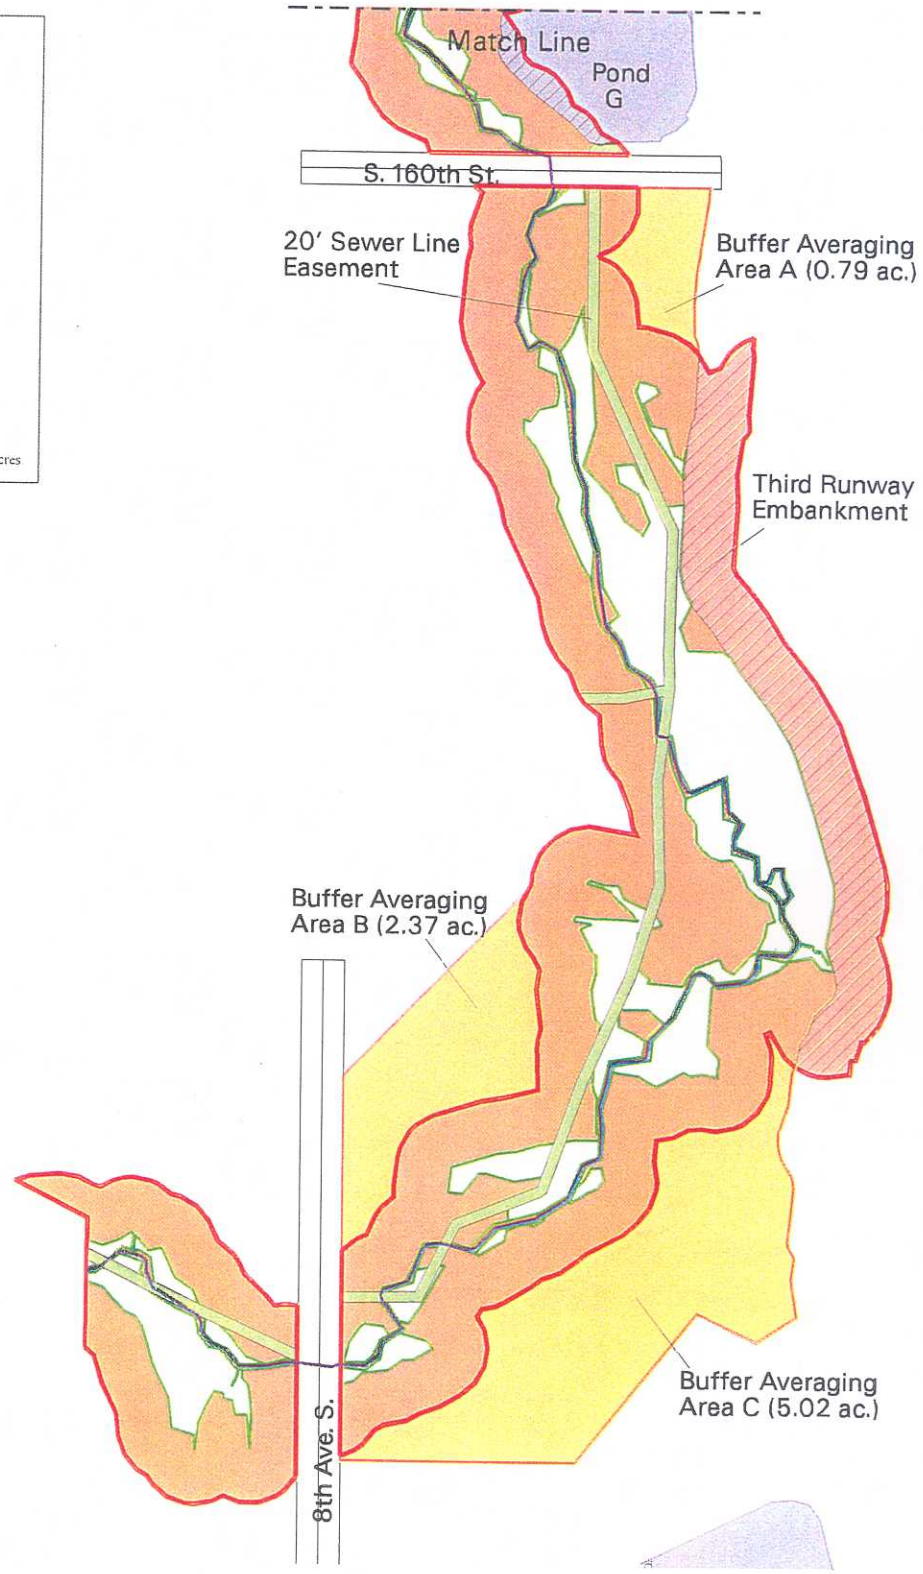 Match Line
Pond
G
S. 160th St.
20' Sewer Line
Easement
Buffer Averaging
Area A (0.79 ac.)
cres
Third Runway
Embankment
Buffer Averaging
Area B (2.37 ac.)
Buffer Averaging
Area C (5.02 ac.)
8th Ave. S.